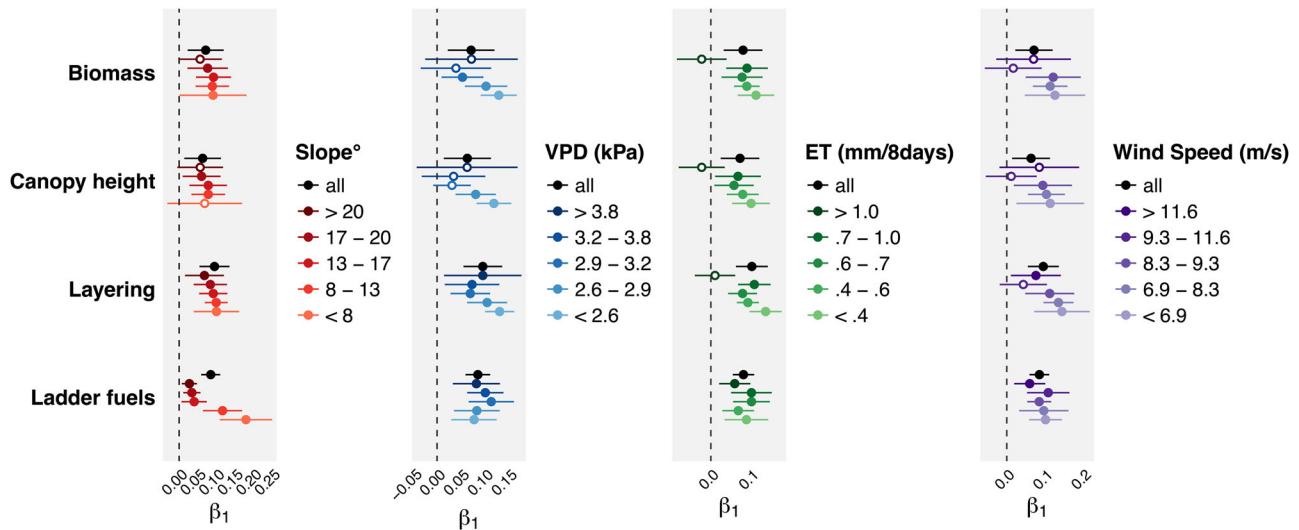 Biomass
Canopy height
Layering
Ladder fuels
Slope°
all
> 20
17 – 20
13 – 17
8 – 13
< 8
0.00
0.05
0.10
0.15
0.20
0.25
β1
VPD (kPa)
all
> 3.8
3.2 – 3.8
2.9 – 3.2
2.6 – 2.9
< 2.6
−0.05
0.00
0.05
0.10
0.15
β1
ET (mm/8days)
all
> 1.0
.7 – 1.0
.6 – .7
.4 – .6
< .4
0.0
0.1
β1
Wind Speed (m/s)
all
> 11.6
9.3 – 11.6
8.3 – 9.3
6.9 – 8.3
< 6.9
0.0
0.1
0.2
β1